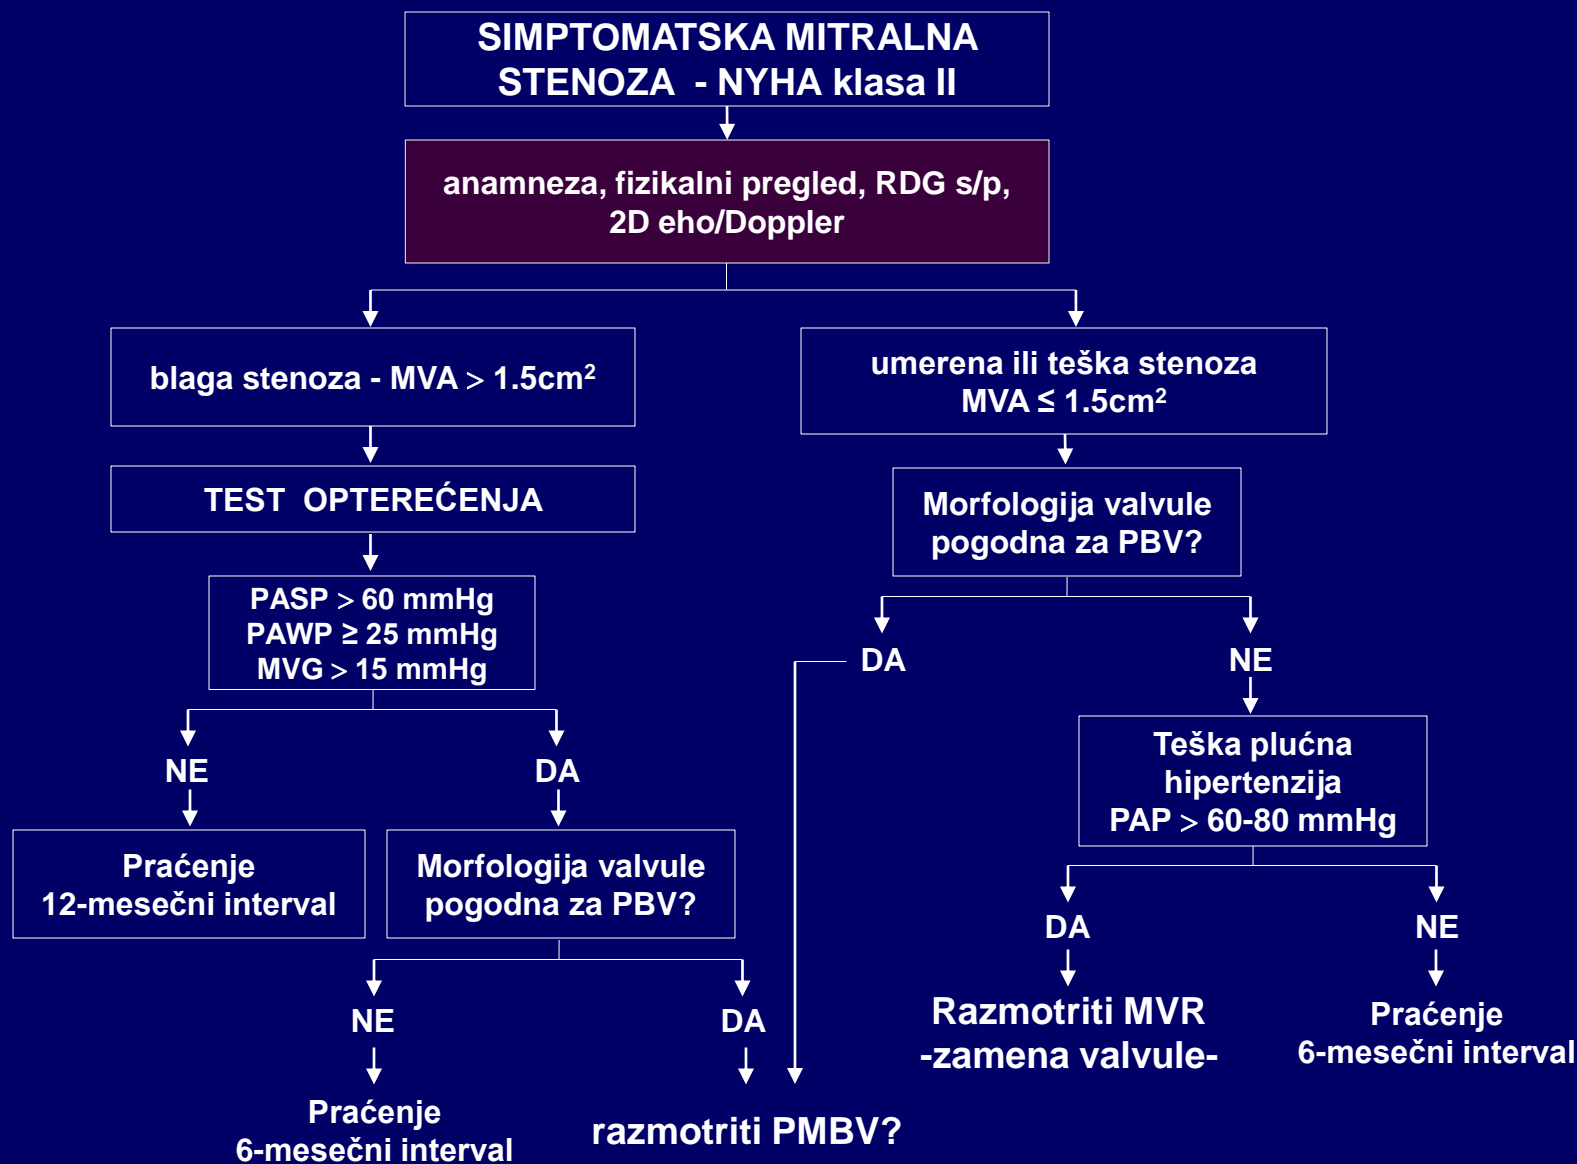 SIMPTOMATSKA MITRALNA
STENOZA - NYHA klasa II
anamneza, fizikalni pregled, RDG s/p,
2D eho/Doppler
blaga stenoza - MVA > 1.5cm²
umerena ili teška stenoza
MVA ≤ 1.5cm²
TEST OPTEREĆENJA
Morfologija valvule
pogodna za PBV?
PASP > 60 mmHg
PAWP ≥ 25 mmHg
MVG > 15 mmHg
DA
NE
NE
DA
Teška plućna
hipertenzija
PAP > 60-80 mmHg
Praćenje
12-mesečni interval
Morfologija valvule
pogodna za PBV?
DA
NE
NE
DA
Razmotriti MVR
-zamena valvule-
Praćenje
6-mesečni interval
Praćenje
6-mesečni interval
razmotriti PMBV?